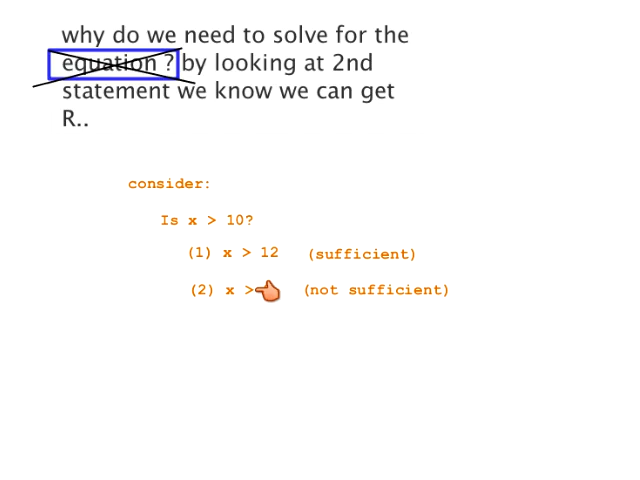 why do we need to solve for the
equation ? by looking at 2nd
statement we know we can get
R..
consider:
Is x > 10?
(1) x > 12 (sufficient)
(2) x > (not sufficient)